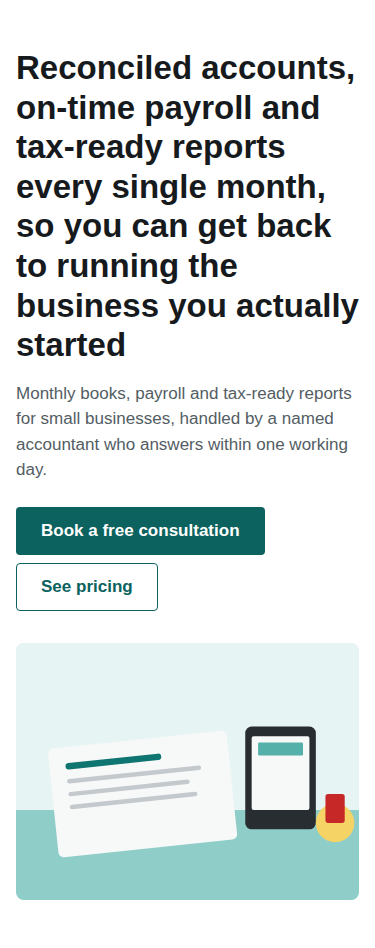 Reconciled accounts,
on-time payroll and
tax-ready reports
every single month,
so you can get back
to running the
business you actually
started
Monthly books, payroll and tax-ready reports
for small businesses, handled by a named
accountant who answers within one working
day.
Book a free consultation
See pricing